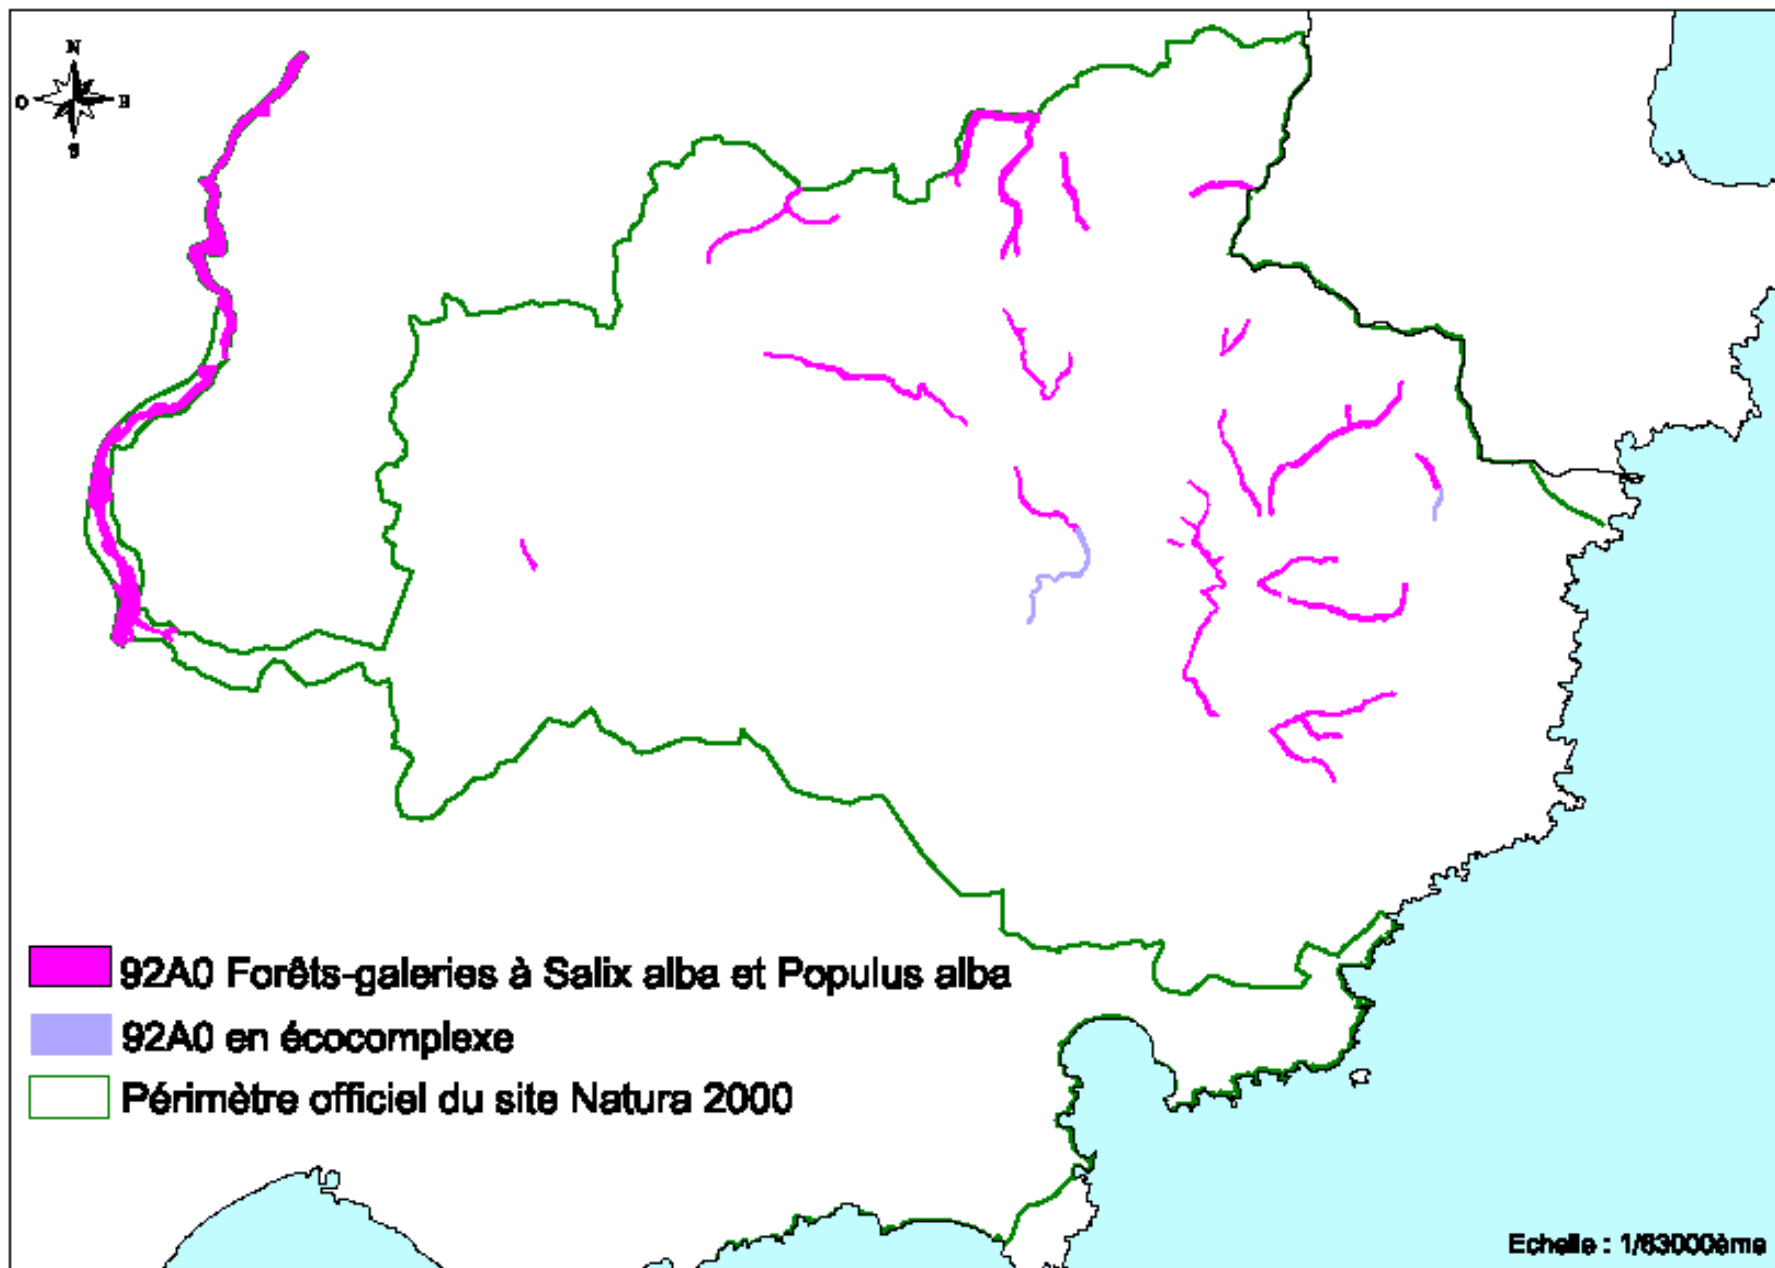 N
O E
S
92A0 Forêts-galeries à Salix alba et Populus alba
92A0 en écocomplexe
Périmètre officiel du site Natura 2000
Echelle : 1/63000ème